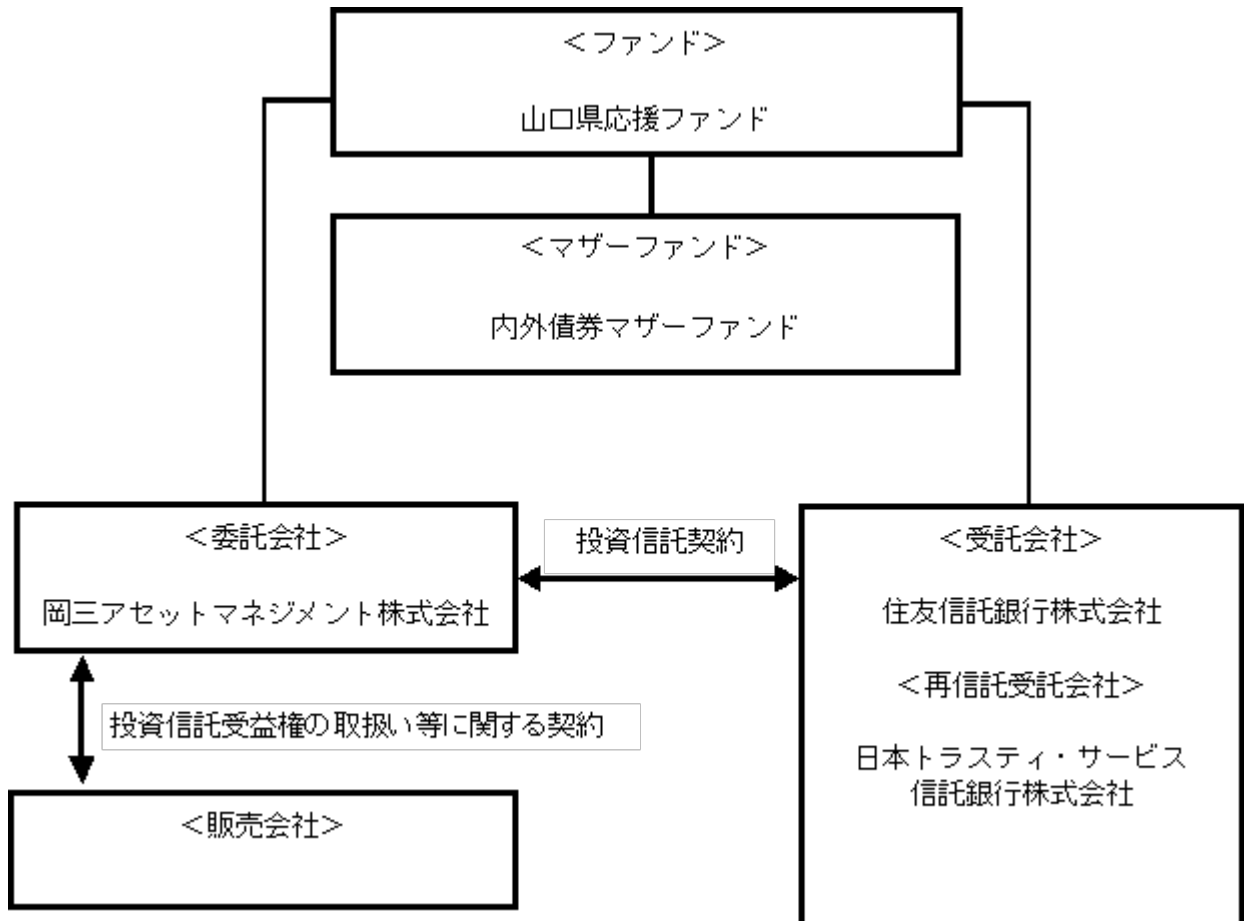 ＜ファンド＞
山口県応援ファンド
＜マザーファンド＞
内外債券マザーファンド
＜委託会社＞
岡三アセットマネジメント株式会社
投資信託契約
＜受託会社＞
住友信託銀行株式会社
＜再信託受託会社＞
日本トラスティ・サービス
信託銀行株式会社
投資信託受益権の取扱い等に関する契約
＜販売会社＞